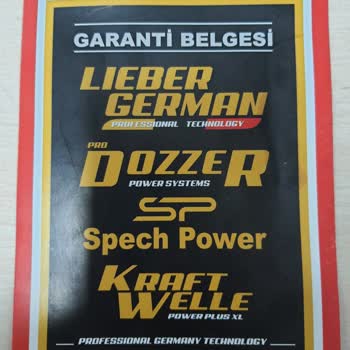 GARANTİ BELGESİ
LIEBER
GERMAN
PROFESSIONAL TECHNOLOGY
PRO
DOZZER
POWER SYSTEMS
SP
Spech Power
KRAFT
WELLE
POWER PLUS XL
PROFESSIONAL GERMANY TECHNOLOGY